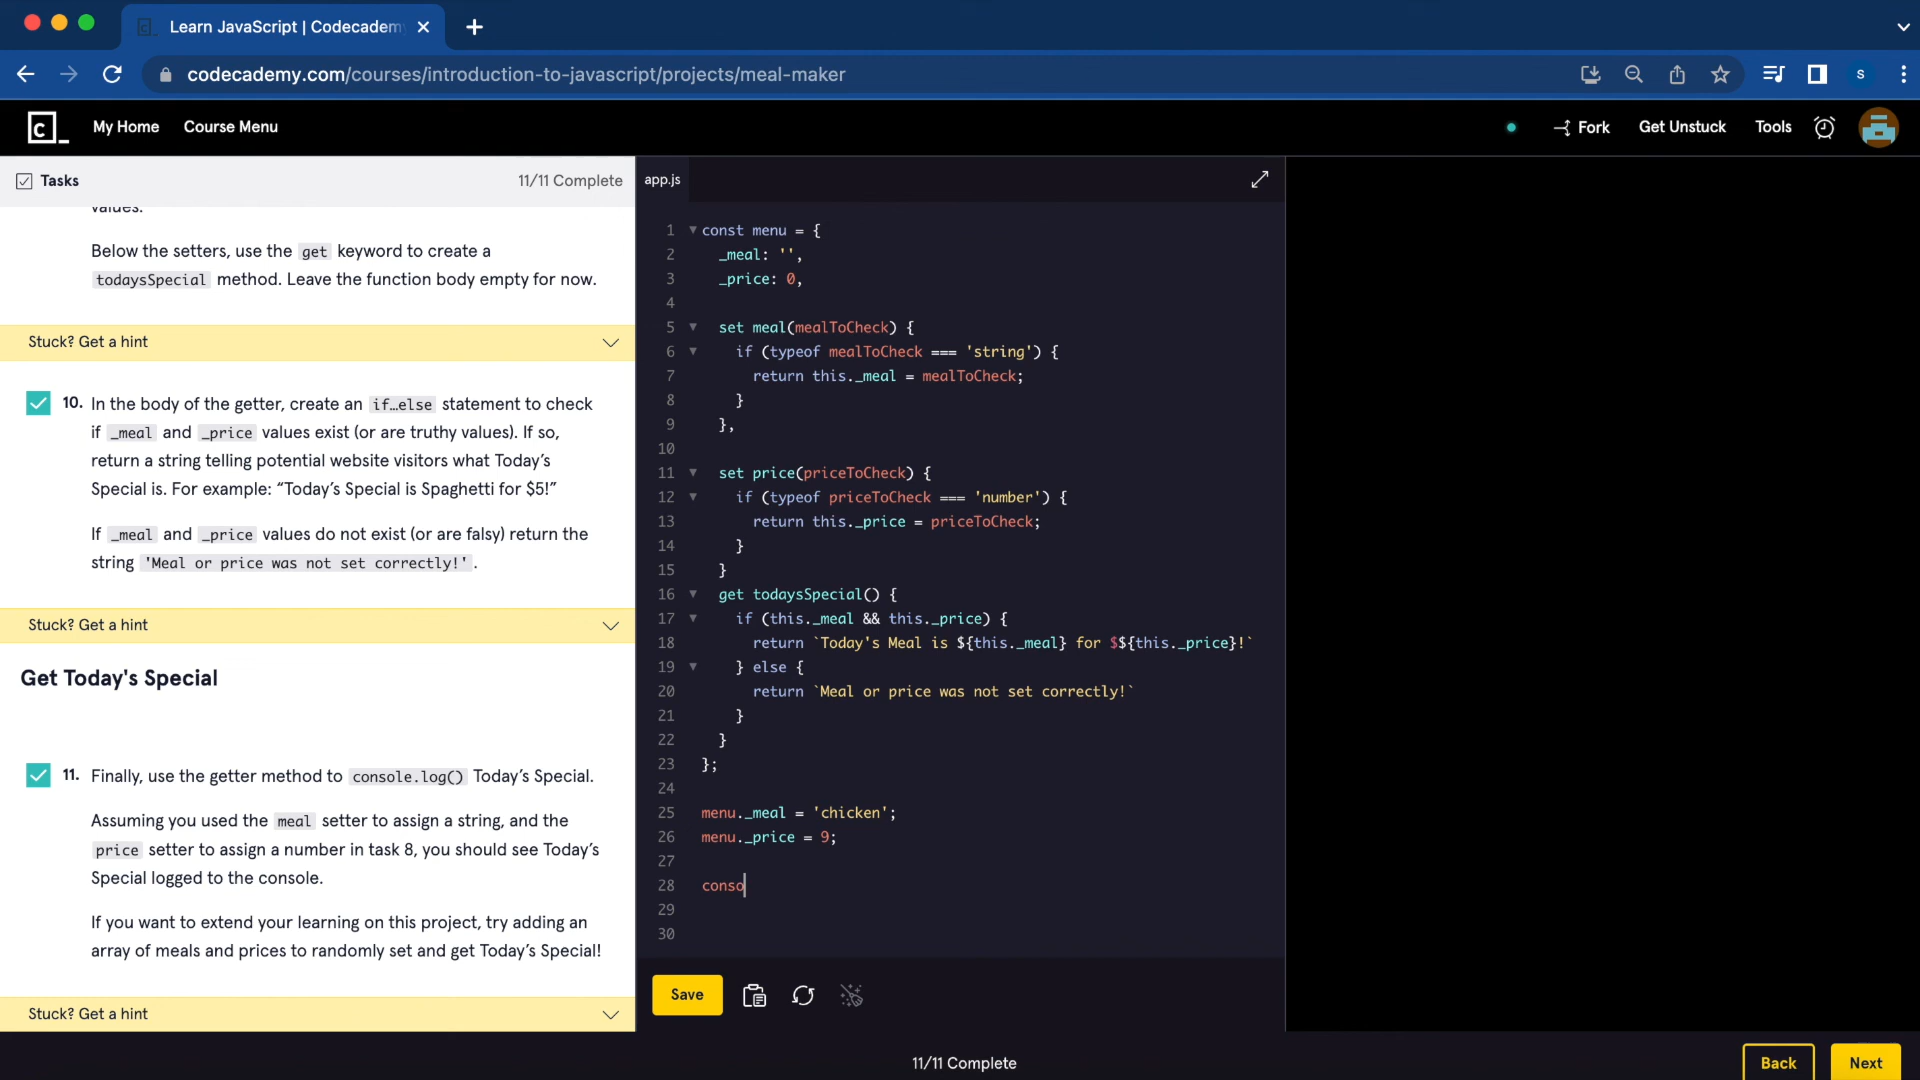 Learn JavaScript | Codecadem
codecademy.com/courses/introduction-to-javascript/projects/meal-maker
S
C_
My Home
Course Menu
Fork
Get Unstuck
Tools
Tasks
11/11 Complete
values.
Below the setters, use the get keyword to create a
todaysSpecial method. Leave the function body empty for now.
Stuck? Get a hint
10. In the body of the getter, create an if…else statement to check
if _meal and _price values exist (or are truthy values). If so,
return a string telling potential website visitors what Today’s
Special is. For example: “Today’s Special is Spaghetti for $5!”
If _meal and _price values do not exist (or are falsy) return the
string 'Meal or price was not set correctly!'.
Stuck? Get a hint
Get Today's Special
11. Finally, use the getter method to console.log() Today’s Special.
Assuming you used the meal setter to assign a string, and the
price setter to assign a number in task 8, you should see Today’s
Special logged to the console.
If you want to extend your learning on this project, try adding an
array of meals and prices to randomly set and get Today’s Special!
Stuck? Get a hint
app.js
1 const menu = {
2 _meal: '',
3 _price: 0,
4
5 set meal(mealToCheck) {
6 if (typeof mealToCheck === 'string') {
7 return this._meal = mealToCheck;
8 }
9 },
10
11 set price(priceToCheck) {
12 if (typeof priceToCheck === 'number') {
13 return this._price = priceToCheck;
14 }
15 }
16 get todaysSpecial() {
17 if (this._meal && this._price) {
18 return `Today's Meal is ${this._meal} for $${this._price}!`
19 } else {
20 return `Meal or price was not set correctly!`
21 }
22 }
23 };
24
25 menu._meal = 'chicken';
26 menu._price = 9;
27
28 conso
29
30
Save
11/11 Complete
Back
Next